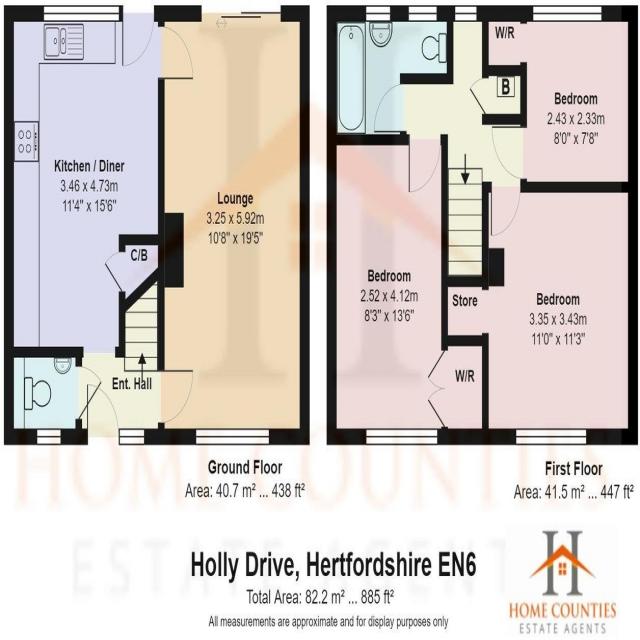 Kitchen / Diner
3.46 x 4.73m
11'4" x 15'6"
Lounge
3.25 x 5.92m
10'8" x 19'5"
C/B
Ent. Hall
Ground Floor
Area: 40.7 m² ... 438 ft²
W/R
B
Bedroom
2.43 x 2.33m
8'0" x 7'8"
Bedroom
2.52 x 4.12m
8'3" x 13'6"
Store
Bedroom
3.35 x 3.43m
11'0" x 11'3"
W/R
First Floor
Area: 41.5 m² ... 447 ft²
HOME COUNTIES
ESTATE AGENTS
Holly Drive, Hertfordshire EN6
Total Area: 82.2 m² ... 885 ft²
All measurements are approximate and for display purposes only
HOME COUNTIES
ESTATE AGENTS